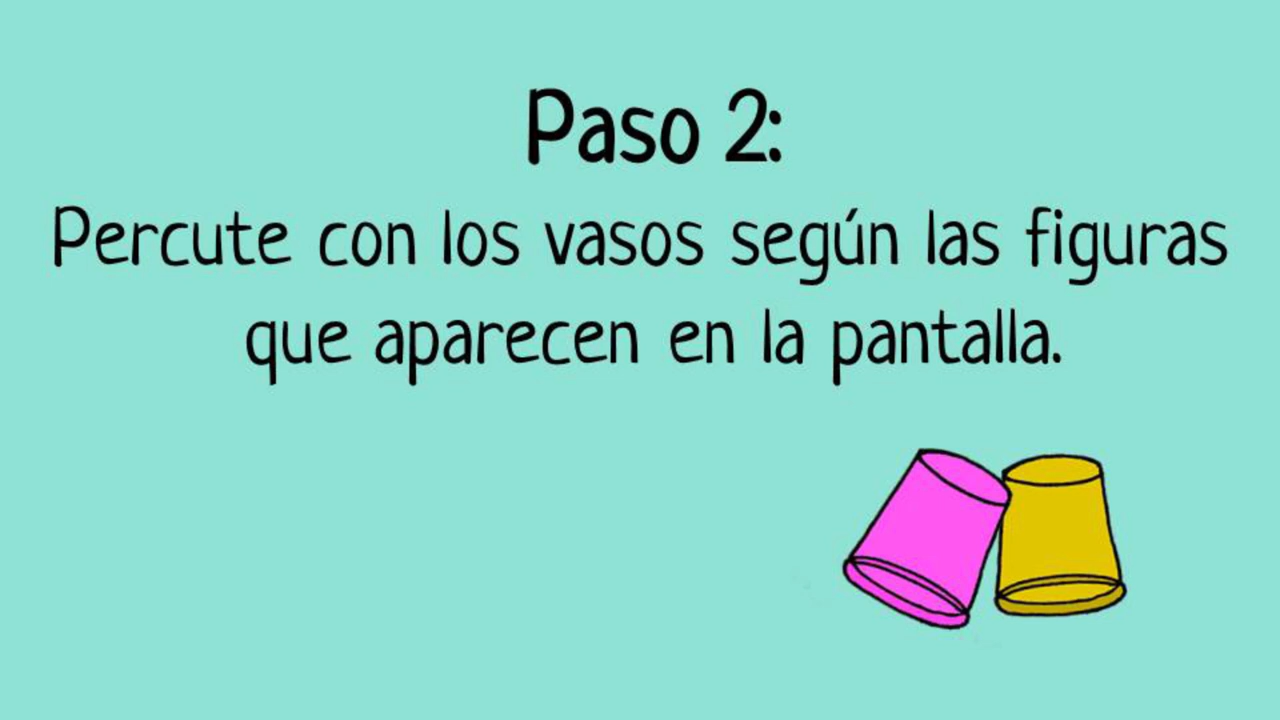 Paso 2:
Percute con los vasos según las figuras
que aparecen en la pantalla.